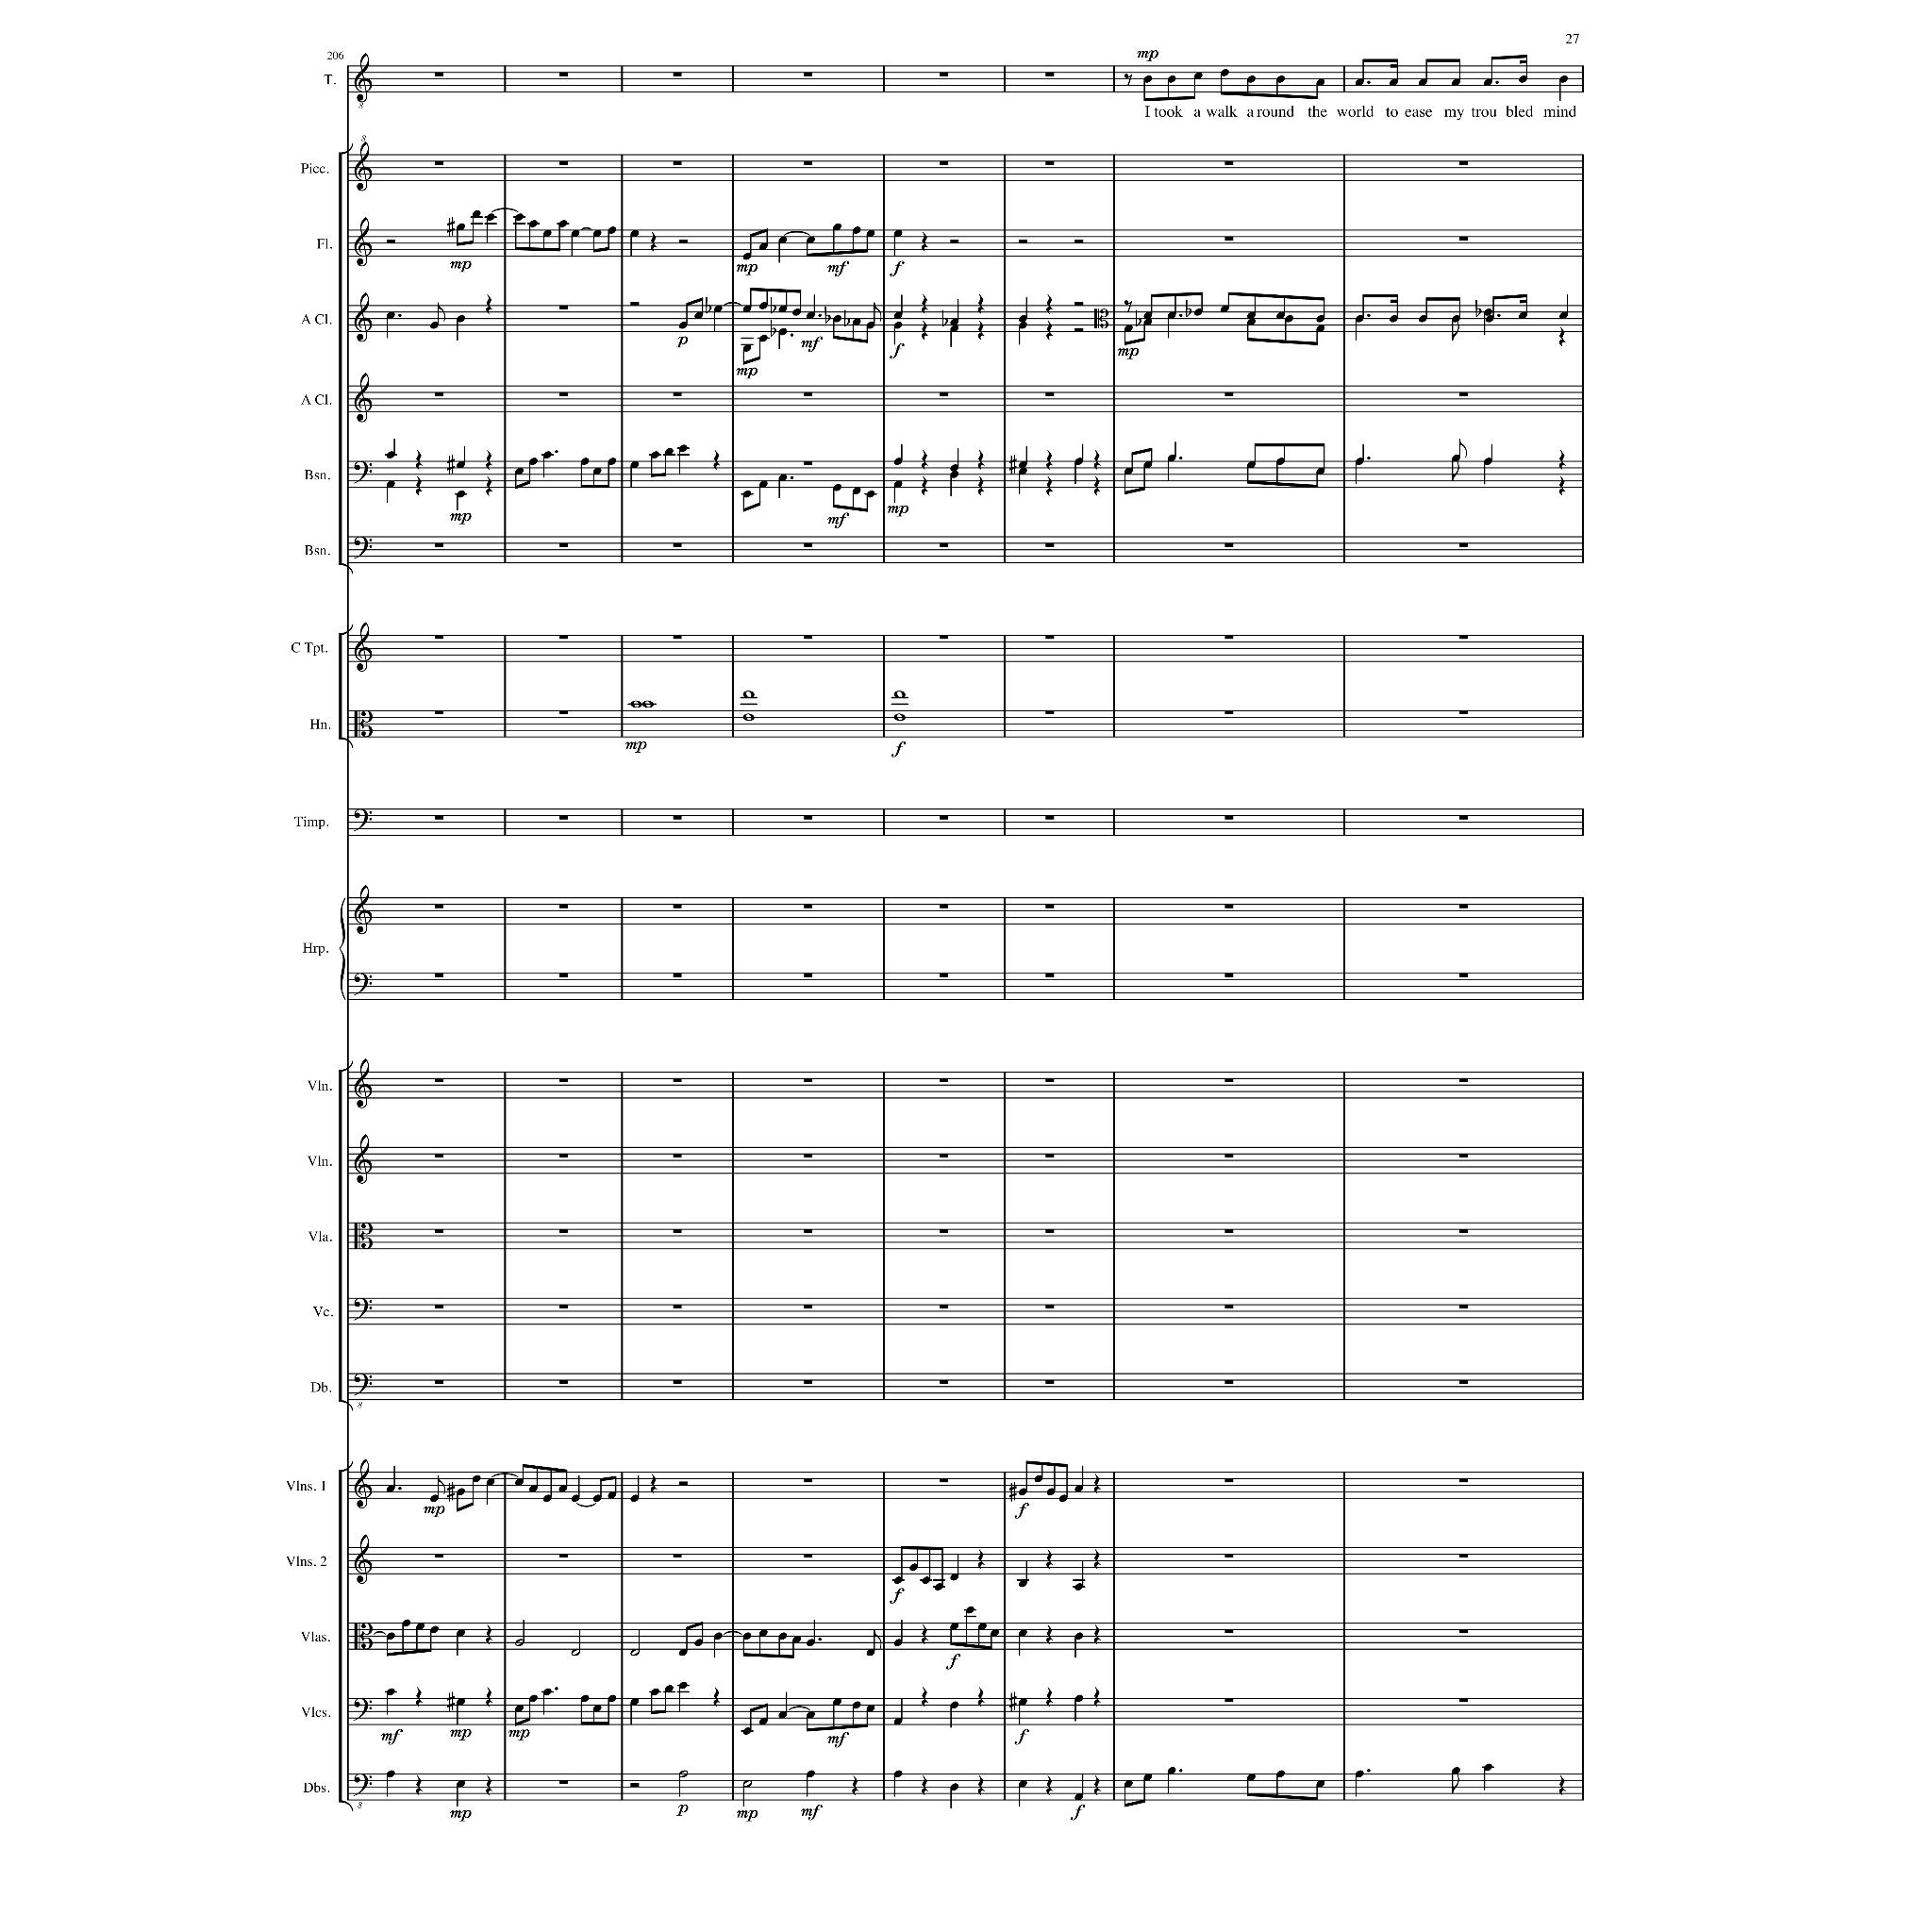 27
206
T.
mp
I took a walk a round the world to ease my trou bled mind
Picc.
Fl.
mp
mp
mf
f
A Cl.
p
mp
mf
f
mp
A Cl.
Bsn.
mp
mf
mp
Bsn.
C Tpt.
Hn.
mp
f
Timp.
Hrp.
Vln.
Vln.
Vla.
Vc.
Db.
Vlns. 1
mp
f
Vlns. 2
f
Vlas.
f
Vlcs.
mf
mp
mp
mf
f
Dbs.
mp
p
mp
mf
f